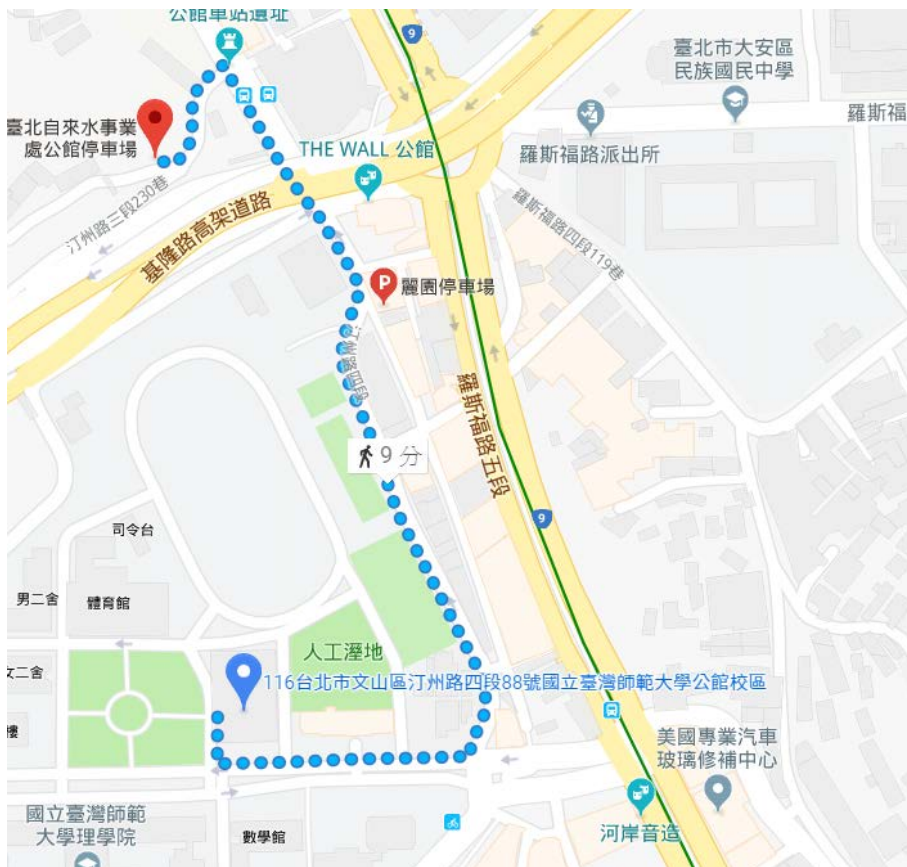 公館車站遺址
9
臺北市大安區
民族國民中學
臺北自來水事業
處公館停車場
THE WALL 公館
羅斯福路派出所
羅斯福
汀州路三段230巷
基隆路高架道路
羅斯福路四段119巷
P
麗園停車場
汀州路四段
羅斯福路五段
9 分
9
司令台
男二舍
體育館
人工溼地
女二舍
116台北市文山區汀州路四段88號國立臺灣師範大學公館校區
樓
美國專業汽車
玻璃修補中心
國立臺灣師範
大學理學院
數學館
河岸音造